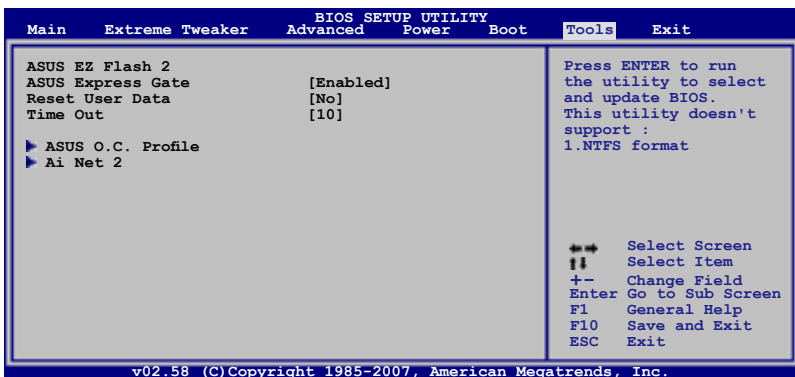 BIOS SETUP UTILITY
Main Extreme Tweaker Advanced Power Boot Tools Exit
ASUS EZ Flash 2
ASUS Express Gate [Enabled]
Reset User Data [No]
Time Out [10]
ASUS O.C. Profile
Ai Net 2
Press ENTER to run
the utility to select
and update BIOS.
This utility doesn't
support :
1.NTFS format
Select Screen
Select Item
+- Change Field
Enter Go to Sub Screen
F1 General Help
F10 Save and Exit
ESC Exit
v02.58 (C)Copyright 1985-2007, American Megatrends, Inc.